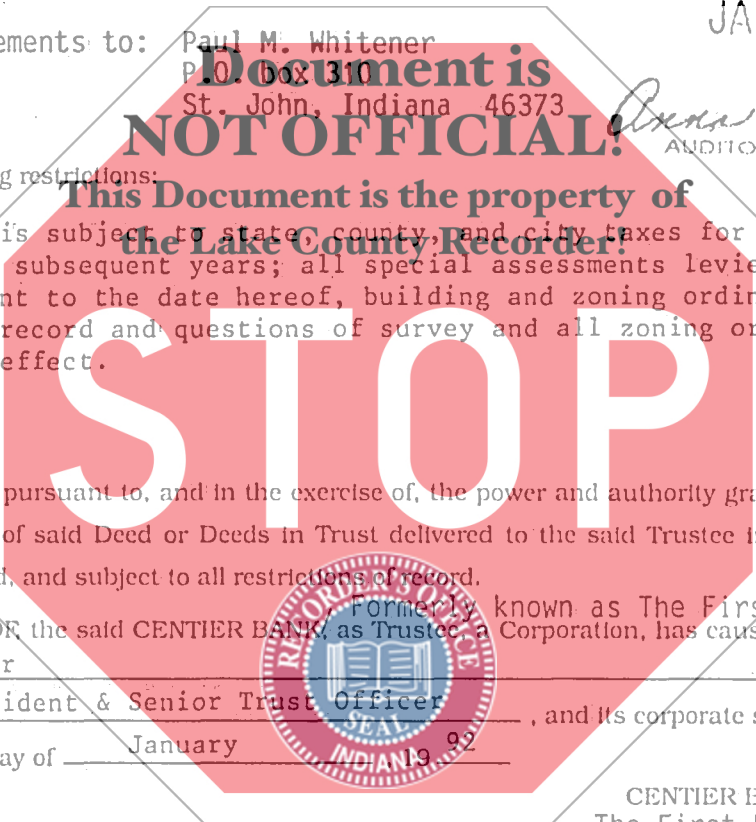 JA
ements to: Paul M. Whitener
P.O. box 310
St. John, Indiana 46373
Document is
NOT OFFICIAL!
This Document is the property of
the Lake County Recorder!
Anna
AUDITO
g restrictions:
is subject to state, county, and city taxes for
subsequent years; all special assessments levie
nt to the date hereof, building and zoning ordin
record and questions of survey and all zoning or
effect.
STOP
pursuant to, and in the exercise of, the power and authority gra
of said Deed or Deeds in Trust delivered to the said Trustee i
d, and subject to all restrictions of record.
, Formerly known as The Firs
OF, the said CENTIER BANK, as Trustee, a Corporation, has caus
r
ident & Senior Trust Officer , and its corporate s
ay of January 19 92
RECORDER'S OFFICE
SEAL
INDIANA
CENTIER B
The First